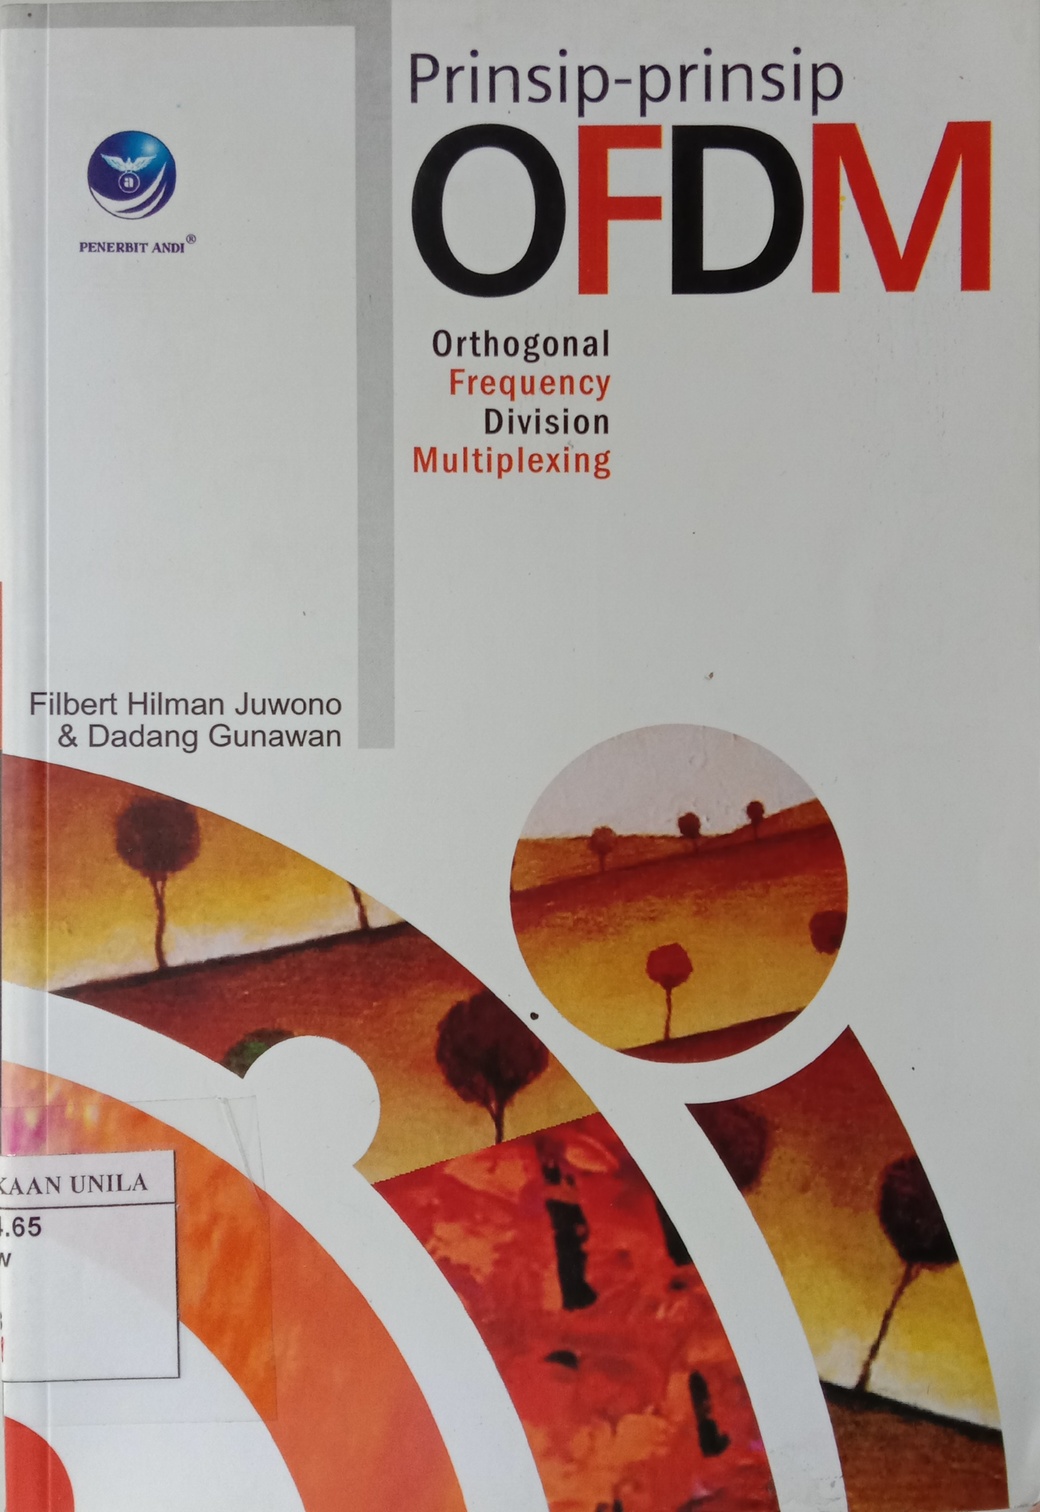 Prinsip-prinsip
OFDM
a
PENERBIT ANDI®
Orthogonal
Frequency
Division
Multiplexing
Filbert Hilman Juwono
& Dadang Gunawan
KAAN UNILA
.65
w